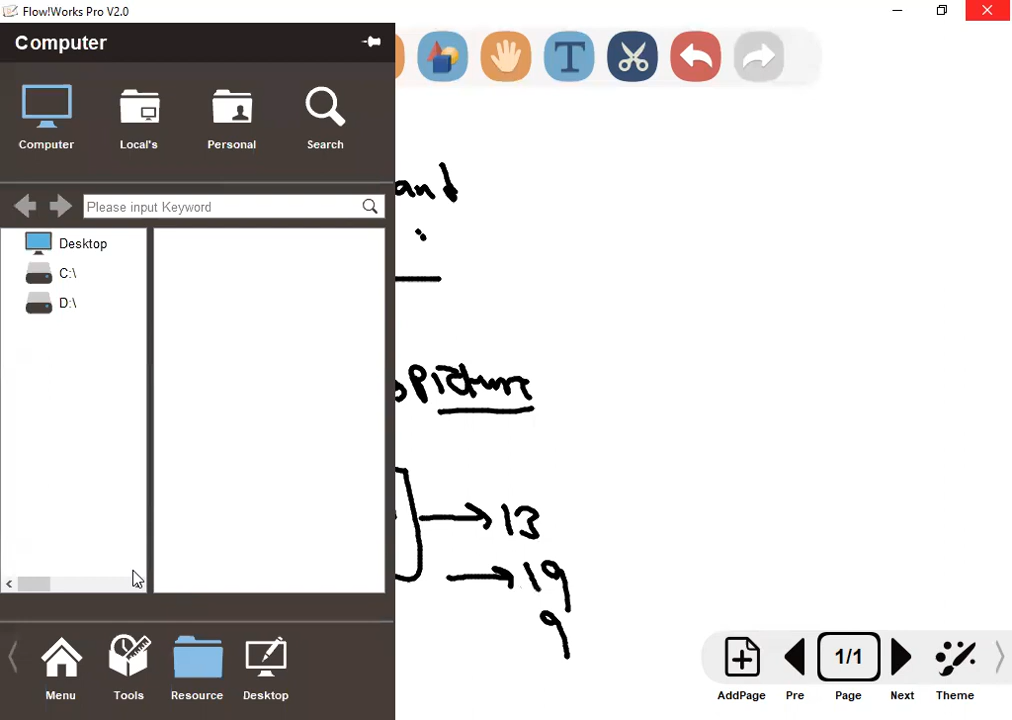 Flow!Works Pro V2.0
Computer
Computer Local's Personal Search
T
Please input Keyword
and
Desktop
C:\
D:\
Picture
13
19
9
<
Menu Tools Resource Desktop
1/1
AddPage Pre Page Next Theme